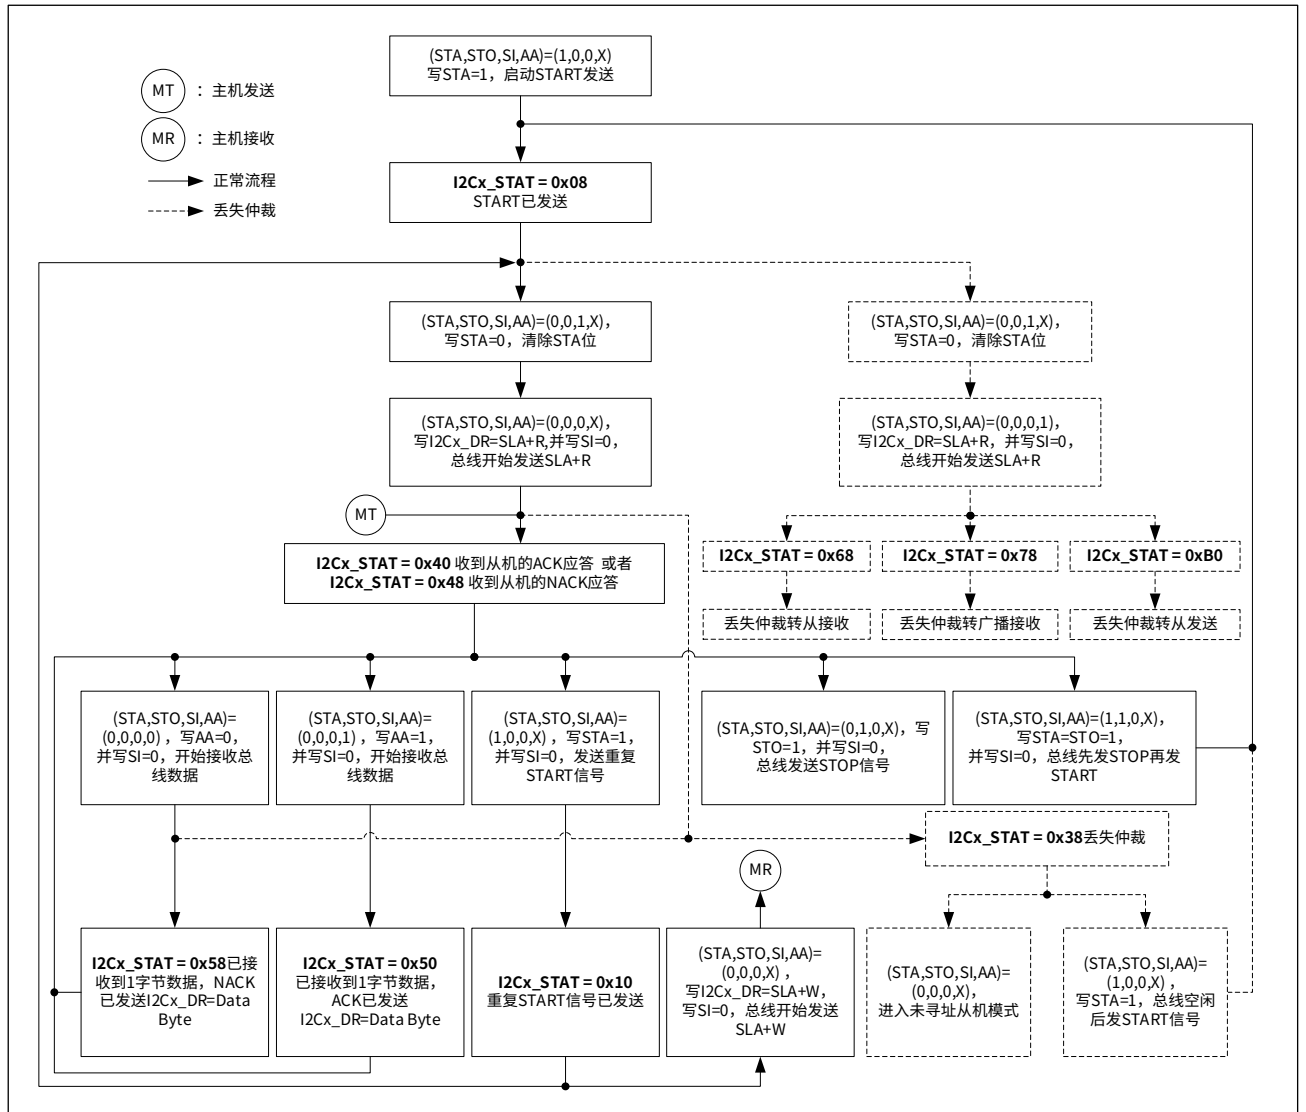 (STA,STO,SI,AA)=(1,0,0,X)
写STA=1，启动START发送
MT ：主机发送
MR ：主机接收
正常流程
丢失仲裁
I2Cx_STAT = 0x08
START已发送
(STA,STO,SI,AA)=(0,0,1,X)，
写STA=0，清除STA位
(STA,STO,SI,AA)=(0,0,1,X)，
写STA=0，清除STA位
(STA,STO,SI,AA)=(0,0,0,X)，
写I2Cx_DR=SLA+R,并写SI=0，
总线开始发送SLA+R
(STA,STO,SI,AA)=(0,0,0,1)，
写I2Cx_DR=SLA+R，并写SI=0，
总线开始发送SLA+R
MT
I2Cx_STAT = 0x40 收到从机的ACK应答 或者
I2Cx_STAT = 0x48 收到从机的NACK应答
I2Cx_STAT = 0x68
I2Cx_STAT = 0x78
I2Cx_STAT = 0xB0
丢失仲裁转从接收
丢失仲裁转广播接收
丢失仲裁转从发送
(STA,STO,SI,AA)=
(0,0,0,0)，写AA=0，
并写SI=0，开始接收总
线数据
(STA,STO,SI,AA)=
(0,0,0,1)，写AA=1，
并写SI=0，开始接收总
线数据
(STA,STO,SI,AA)=
(1,0,0,X)，写STA=1，
并写SI=0，发送重复
START信号
(STA,STO,SI,AA)=(0,1,0,X)，写
STO=1，并写SI=0，
总线发送STOP信号
(STA,STO,SI,AA)=(1,1,0,X)，
写STA=STO=1，
并写SI=0，总线先发STOP再发
START
I2Cx_STAT = 0x38丢失仲裁
MR
I2Cx_STAT = 0x58已接
收到1字节数据，NACK
已发送I2Cx_DR=Data
Byte
I2Cx_STAT = 0x50
已接收到1字节数据，
ACK已发送
I2Cx_DR=Data Byte
I2Cx_STAT = 0x10
重复START信号已发送
(STA,STO,SI,AA)=
(0,0,0,X)，
写I2Cx_DR=SLA+W，
写SI=0，总线开始发送
SLA+W
(STA,STO,SI,AA)=
(0,0,0,X)，
进入未寻址从机模式
(STA,STO,SI,AA)=
(1,0,0,X)，
写STA=1，总线空闲
后发START信号